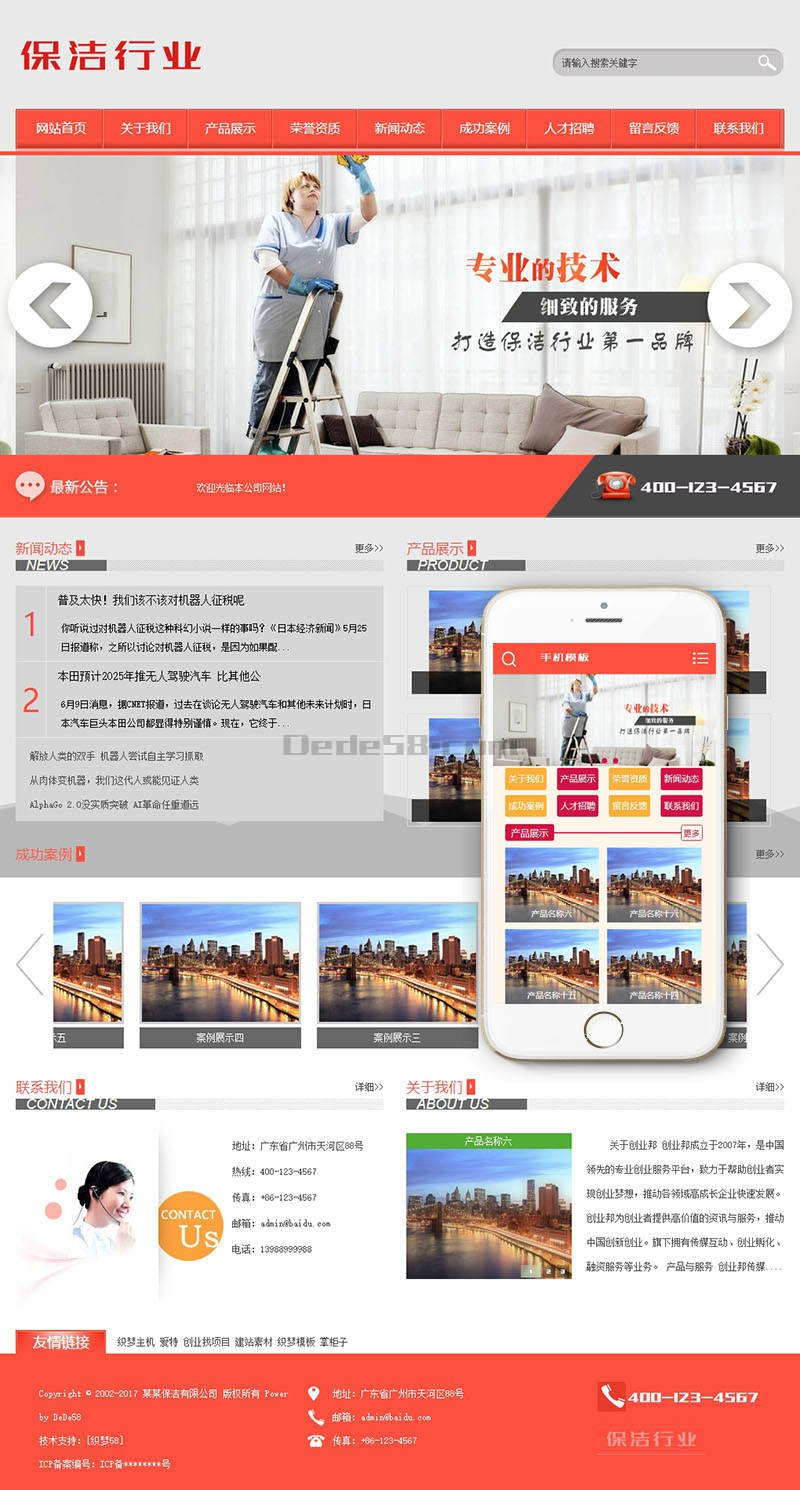 保洁行业
请输入搜索关键字
网站首页 关于我们 产品展示 荣誉资质 新闻动态 成功案例 人才招聘 留言反馈 联系我们
专业的技术
细致的服务
打造保洁行业第一品牌
最新公告：
欢迎光临本公司网站！
400-123-4567
新闻动态
更多>>
NEWS
1
普及太快！我们该不该对机器人征税呢
你听说过对机器人征税这种科幻小说一样的事吗？《日本经济新闻》5月25
日报道称，之所以讨论对机器人征税，是因为如果配...
2
本田预计2025年推无人驾驶汽车 比其他公
6月9日消息，据CNET报道，过去在谈论无人驾驶汽车和其他未来计划时，日
本汽车巨头本田公司都显得特别谨慎。现在，它终于...
解放人类的双手 机器人尝试自主学习抓取
从肉体变机器，我们这代人或能见证人类
AlphaGo 2.0没实质突破 AI革命任重道远
产品展示
更多>>
PRODUCT
Dede58.com
手机模板
专业的技术
细致的服务
打造保洁行业第一品牌
关于我们 产品展示 荣誉资质 新闻动态
成功案例 人才招聘 留言反馈 联系我们
产品展示
更多
产品名称六
产品名称十六
产品名称十五
产品名称十四
成功案例
更多>>
示五
案例展示四
案例展示三
案例
联系我们
详细>>
CONTACT US
CONTACT
Us
地址：广东省广州市天河区88号
热线：400-123-4567
传真：+86-123-4567
邮箱：admin@baidu.com
电话：13988999988
关于我们
详细>>
ABOUT US
产品名称六
1 2 3
关于创业邦 创业邦成立于2007年，是中国
领先的专业创业服务平台，致力于帮助创业者实
现创业梦想，推动各领域高成长企业快速发展。
创业邦为创业者提供高价值的资讯与服务，推动
中国创新创业。旗下拥有传媒互动、创业孵化、
融资服务等业务。 产品与服务 创业邦传媒....
友情链接
织梦主机 爱特 创业找项目 建站素材 织梦模板 掌柜子
Copyright © 2002-2017 某某保洁有限公司 版权所有 Power
by DeDe58
技术支持：[织梦58]
ICP备案编号：ICP备********号
地址：广东省广州市天河区88号
邮箱：admin@baidu.com
传真：+86-123-4567
400-123-4567
保洁行业